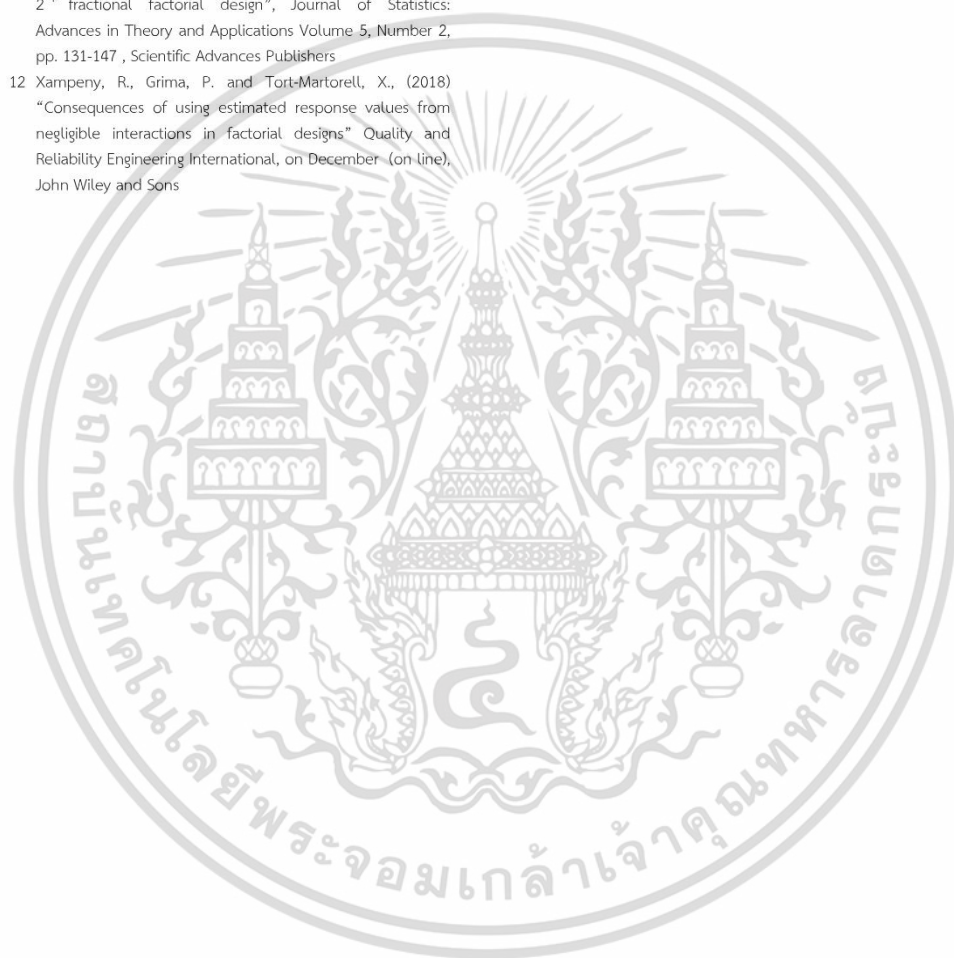 2 fractional factorial design”, Journal of Statistics:
Advances in Theory and Applications Volume 5, Number 2,
pp. 131-147 , Scientific Advances Publishers
12 Xampeny, R., Grima, P. and Tort-Martorell, X., (2018)
“Consequences of using estimated response values from
negligible interactions in factorial designs” Quality and
Reliability Engineering International, on December (on line),
John Wiley and Sons
สถาบันเทคโนโลยีพระจอมเกล้าเจ้าคุณทหารลาดกระบัง
๔